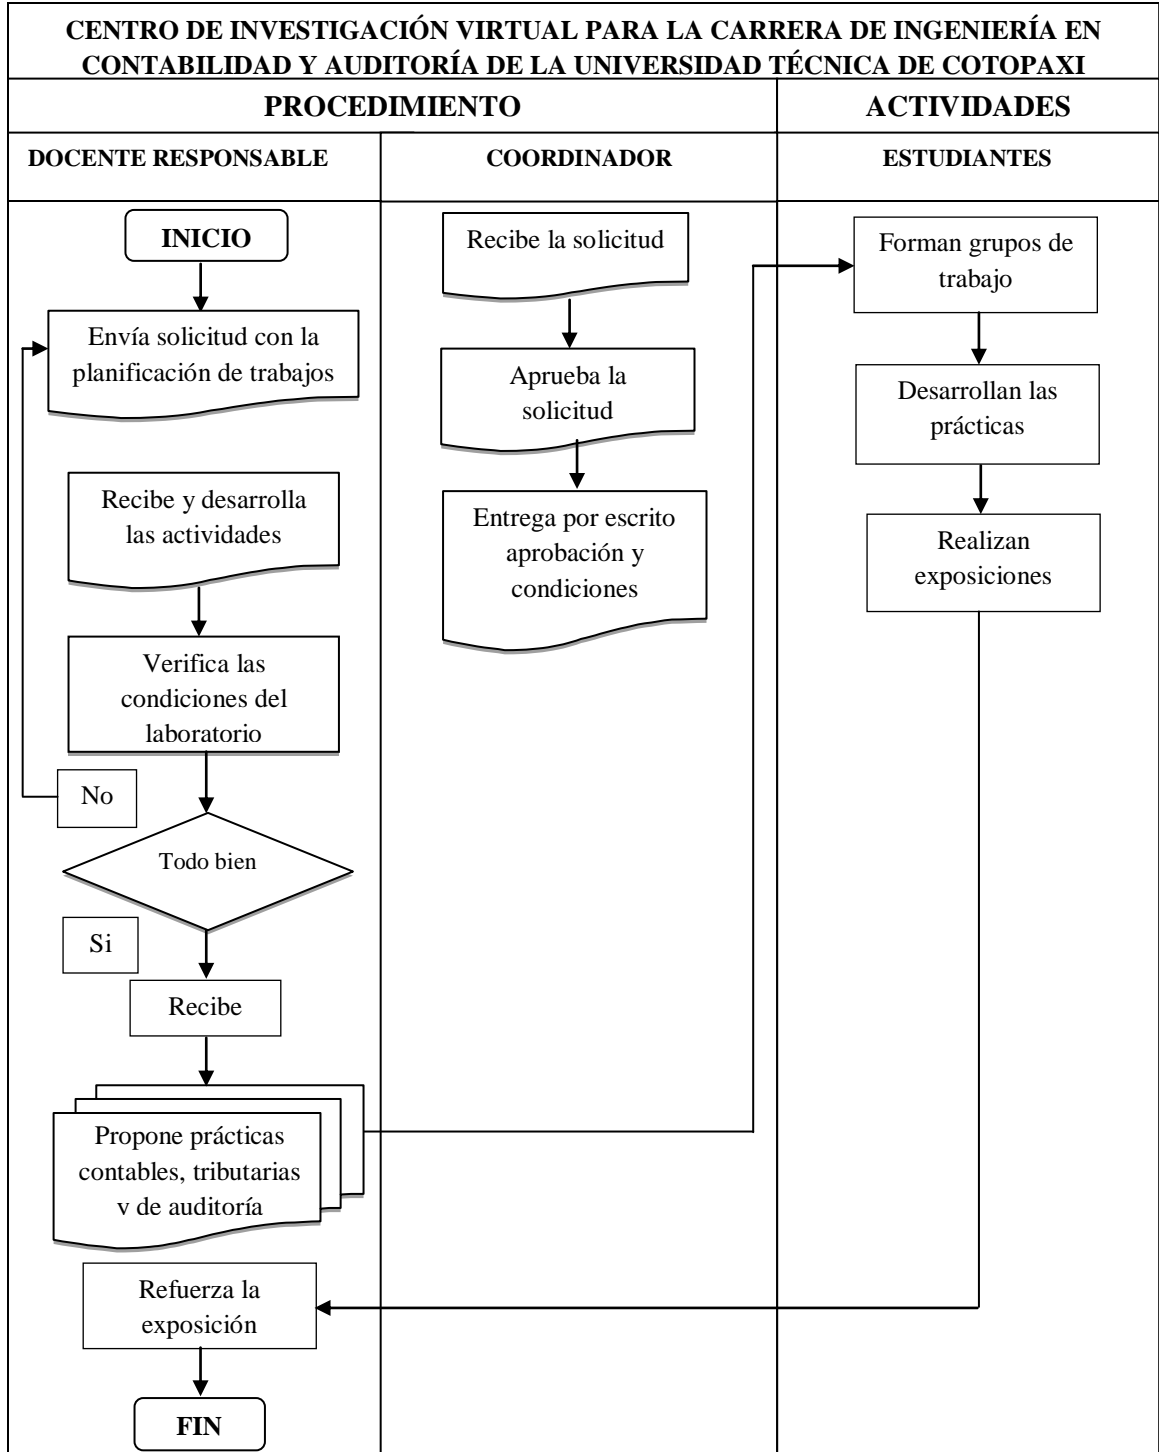 CENTRO DE INVESTIGACIÓN VIRTUAL PARA LA CARRERA DE INGENIERÍA EN
CONTABILIDAD Y AUDITORÍA DE LA UNIVERSIDAD TÉCNICA DE COTOPAXI
PROCEDIMIENTO
ACTIVIDADES
DOCENTE RESPONSABLE
COORDINADOR
ESTUDIANTES
INICIO
Envía solicitud con la
planificación de trabajos
Recibe y desarrolla
las actividades
Verifica las
condiciones del
laboratorio
No
Todo bien
Si
Recibe
Propone prácticas
contables, tributarias
y de auditoría
Refuerza la
exposición
FIN
Recibe la solicitud
Aprueba la
solicitud
Entrega por escrito
aprobación y
condiciones
Forman grupos de
trabajo
Desarrollan las
prácticas
Realizan
exposiciones